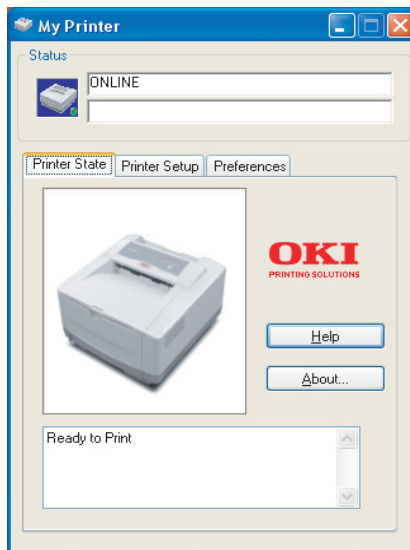 My Printer
Status
ONLINE
Printer State Printer Setup Preferences
OKI
PRINTING SOLUTIONS
Help
About...
Ready to Print